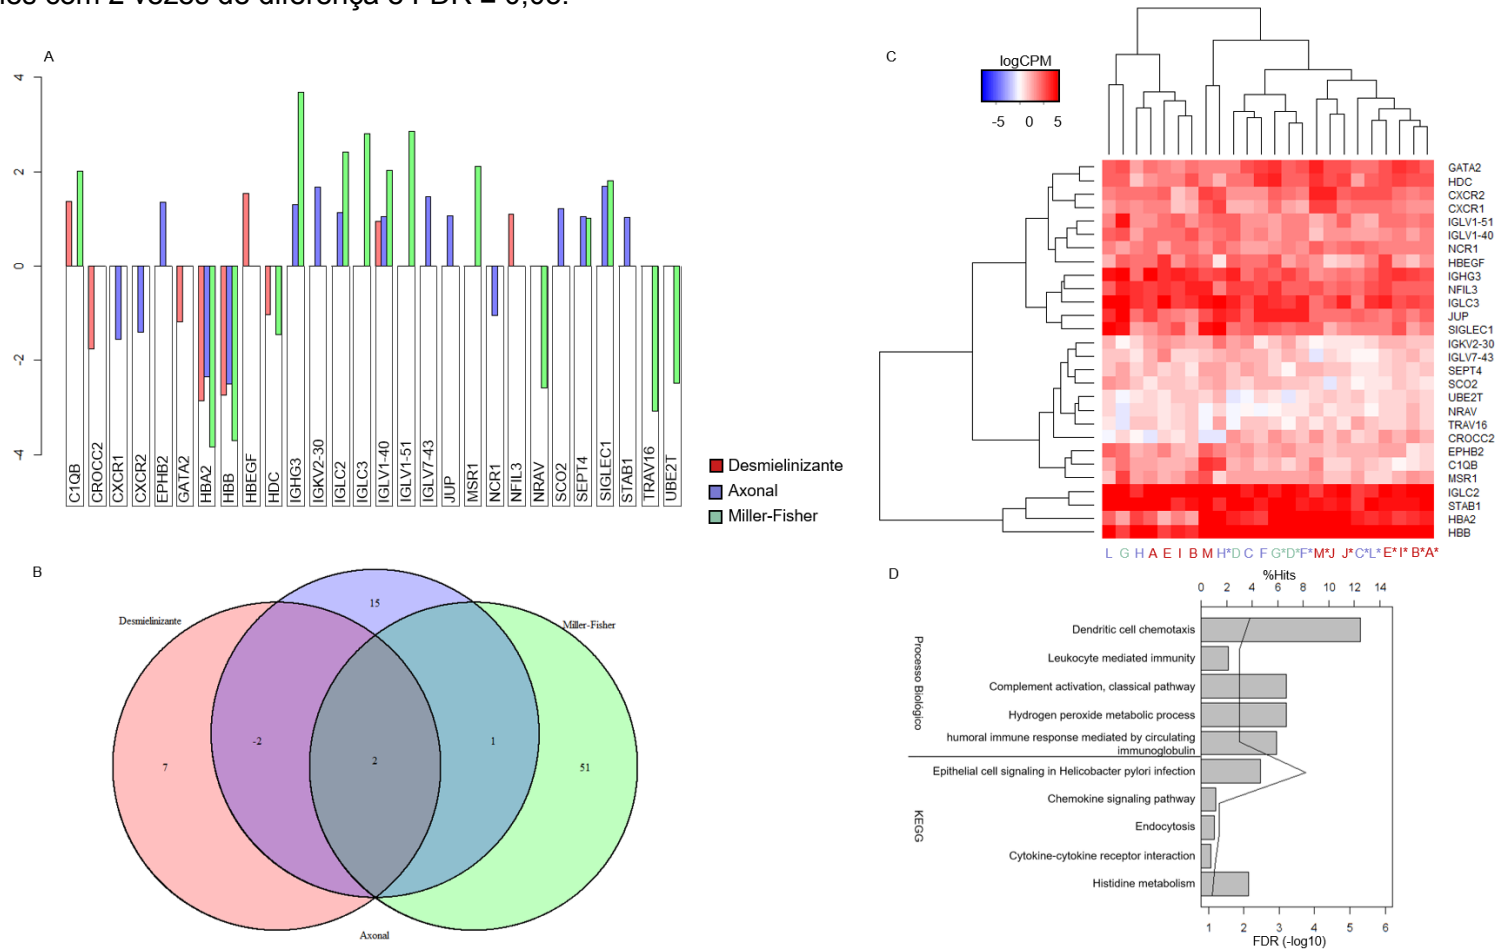 2 vezes de diferença e FDR
A
4
2
0
-2
-4
C1QB
CROCC2
CXCR1
CXCR2
EPHB2
GATA2
HBA2
HBB
HBEGF
HDC
IGHG3
IGKV2-30
IGLC2
IGLC3
IGLV1-40
IGLV1-51
IGLV7-43
JUP
MSR1
NCR1
NFIL3
NRAV
SCO2
SEPT4
SIGLEC1
STAB1
TRAV16
UBE2T
Desmielinizante
Axonal
Miller-Fisher
B
15
Desmielinizante
Miller-Fisher
-2
1
2
7
51
Axonal
C
logCPM
-5 0 5
GATA2
HDC
CXCR2
CXCR1
IGLV1-51
IGLV1-40
NCR1
HBEGF
IGHG3
NFIL3
IGLC3
JUP
SIGLEC1
IGKV2-30
IGLV7-43
SEPT4
SCO2
UBE2T
NRAV
TRAV16
CROCC2
EPHB2
C1QB
MSR1
IGLC2
STAB1
HBA2
HBB
L G H A E I B M H* D C F G* D* F* M* J J* C* L* E* I* B* A*
D
%Hits
0 2 4 6 8 10 12 14
Processo Biológico
Dendritic cell chemotaxis
Leukocyte mediated immunity
Complement activation, classical pathway
Hydrogen peroxide metabolic process
humoral immune response mediated by circulating
immunoglobulin
KEGG
Epithelial cell signaling in Helicobacter pylori infection
Chemokine signaling pathway
Endocytosis
Cytokine-cytokine receptor interaction
Histidine metabolism
1 2 3 4 5 6
FDR (-log10)